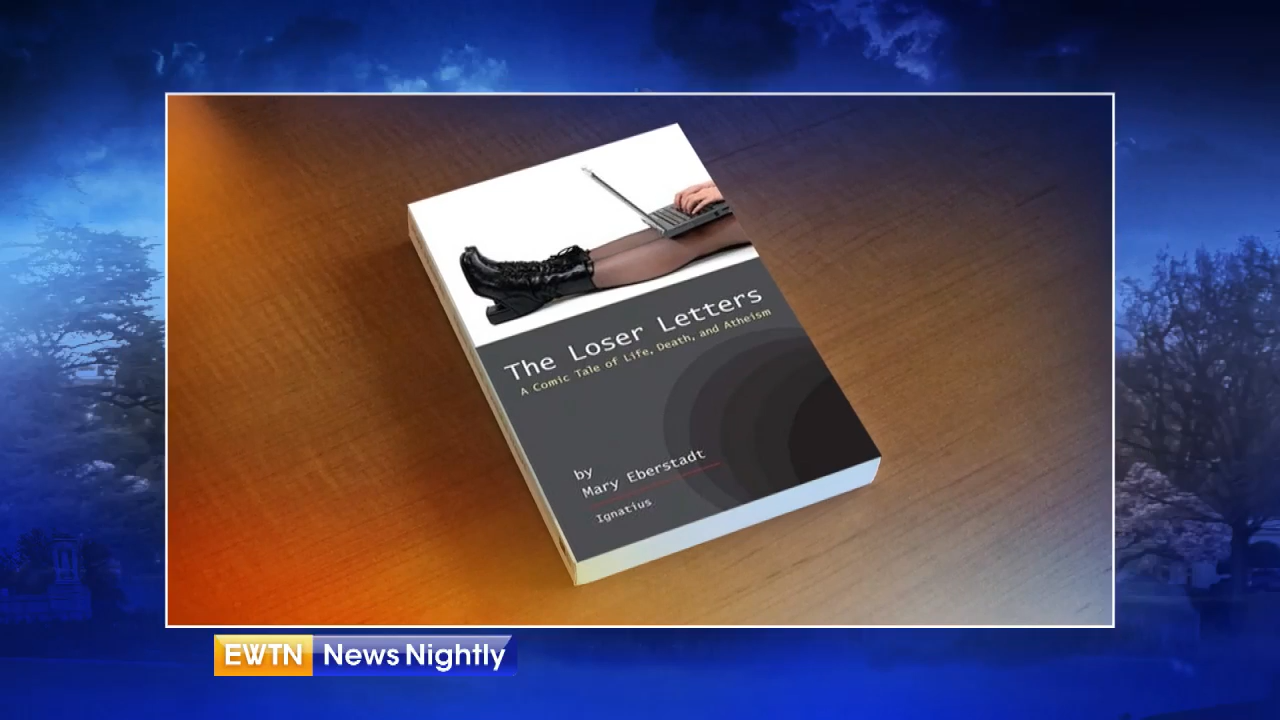 The Loser Letters
A Comic Tale of Life, Death, and Atheism
by
Mary Eberstadt
Ignatius
EWTN News Nightly